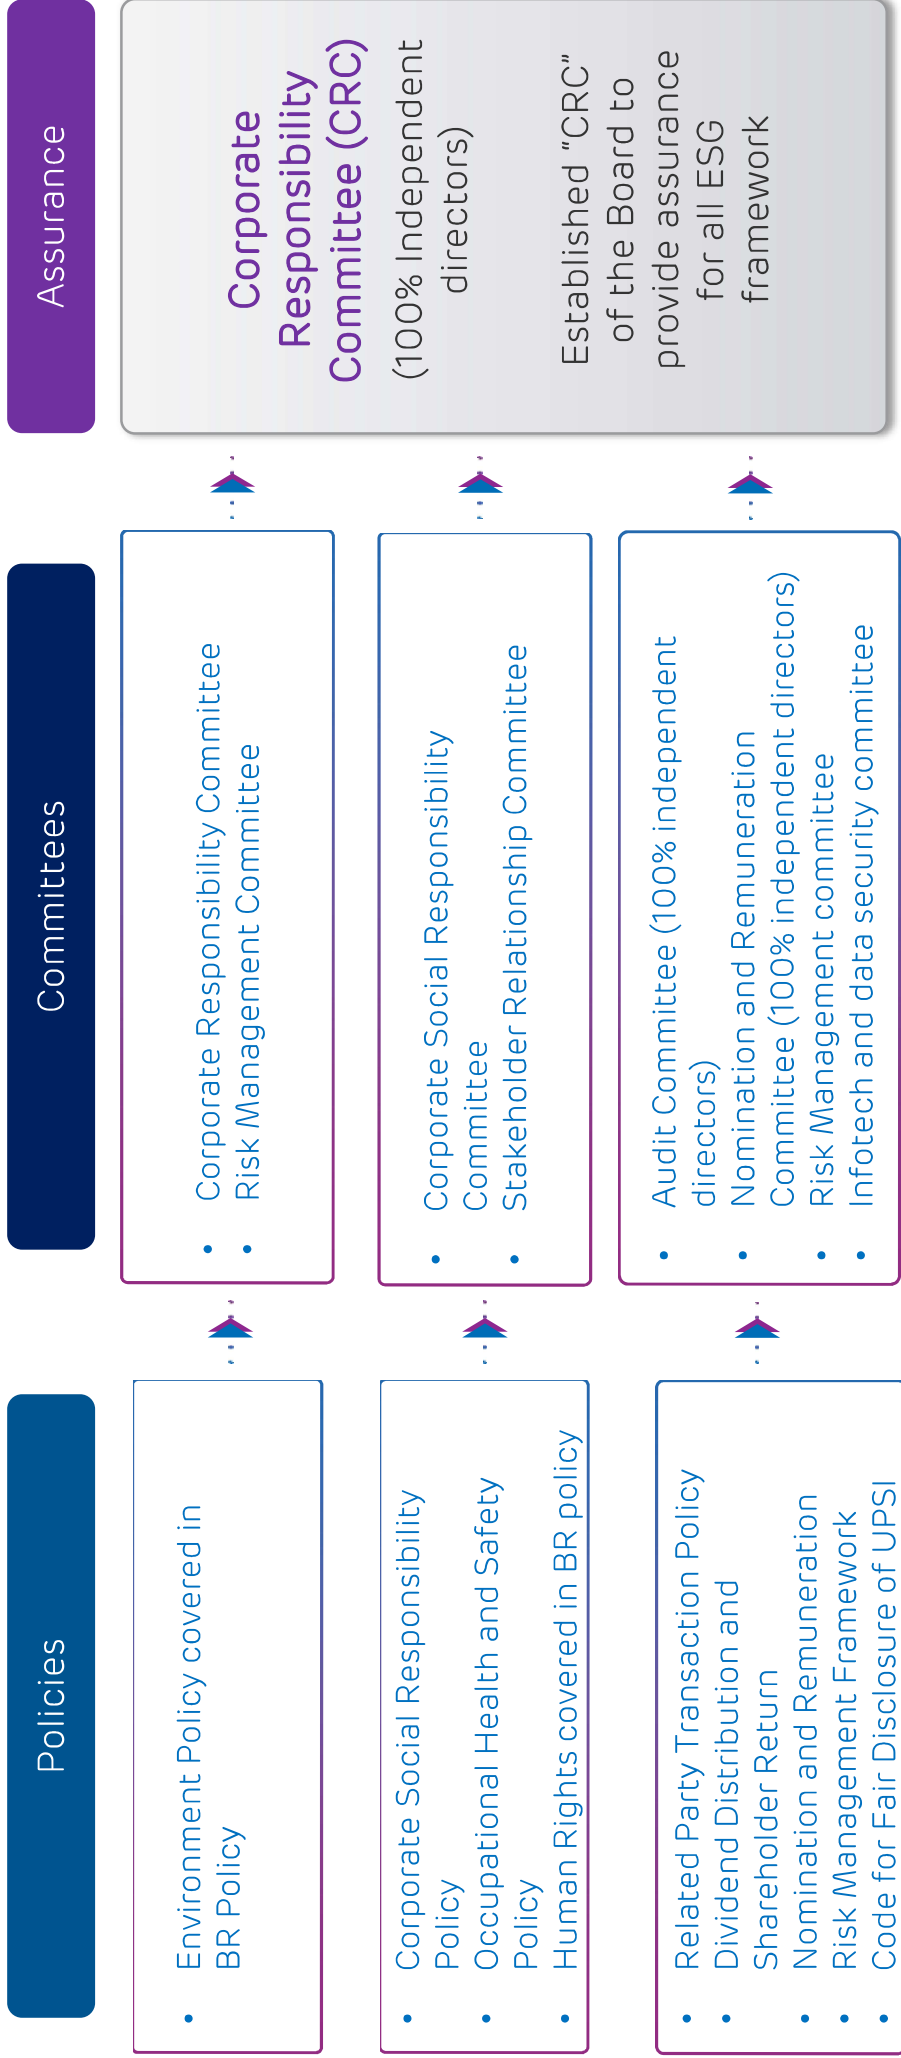 Policies
Committees
Assurance
• Environment Policy covered in
BR Policy
• Corporate Responsibility Committee
• Risk Management Committee
• Corporate Social Responsibility
Policy
• Occupational Health and Safety
Policy
• Human Rights covered in BR policy
• Corporate Social Responsibility
Committee
• Stakeholder Relationship Committee
• Related Party Transaction Policy
• Dividend Distribution and
Shareholder Return
• Nomination and Remuneration
• Risk Management Framework
• Code for Fair Disclosure of UPSI
• Audit Committee (100% independent
directors)
• Nomination and Remuneration
Committee (100% independent directors)
• Risk Management committee
• Infotech and data security committee
Corporate
Responsibility
Committee (CRC)
(100% Independent
directors)
Established "CRC"
of the Board to
provide assurance
for all ESG
framework